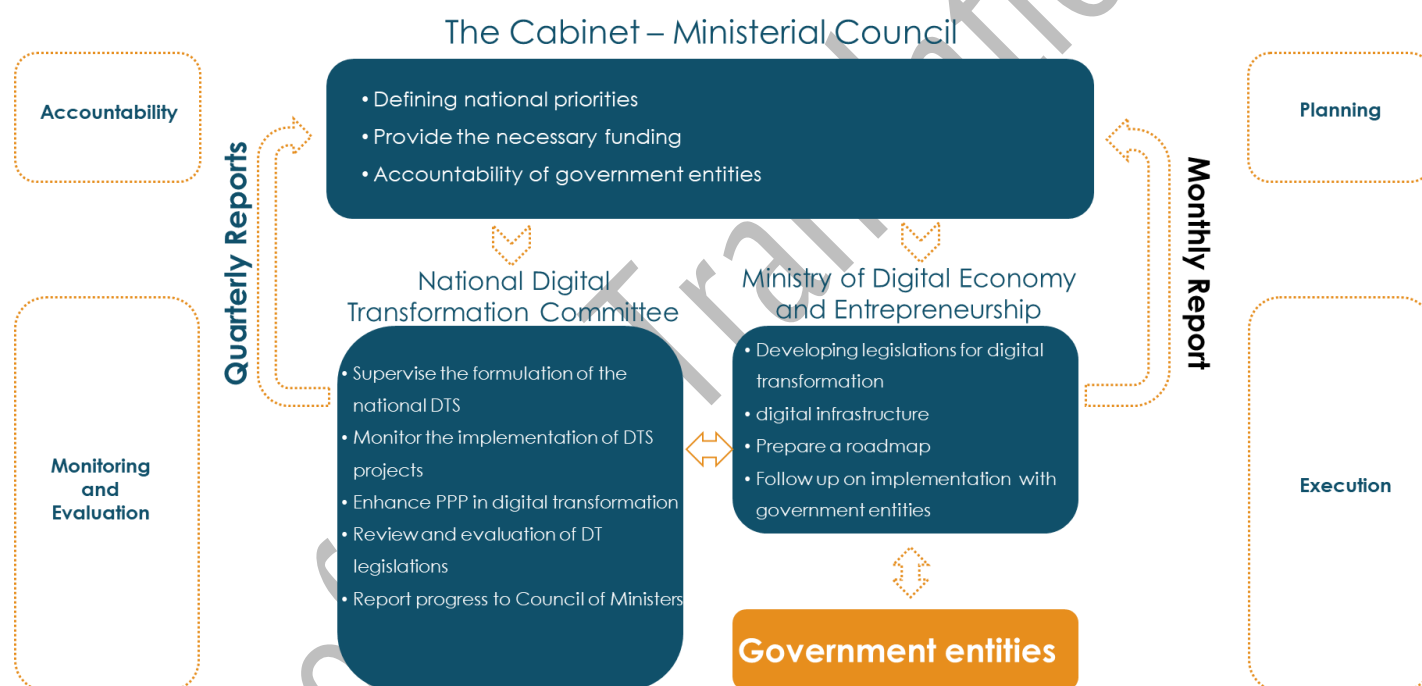 The Cabinet – Ministerial Council
Accountability
• Defining national priorities
• Provide the necessary funding
• Accountability of government entities
Planning
Quarterly Reports
Monthly Report
National Digital
Transformation Committee
• Supervise the formulation of the
national DTS
• Monitor the implementation of DTS
projects
• Enhance PPP in digital transformation
• Review and evaluation of DT
legislations
• Report progress to Council of Ministers
Ministry of Digital Economy
and Entrepreneurship
• Developing legislations for digital
transformation
• digital infrastructure
• Prepare a roadmap
• Follow up on implementation with
government entities
Monitoring
and
Evaluation
Execution
Government entities